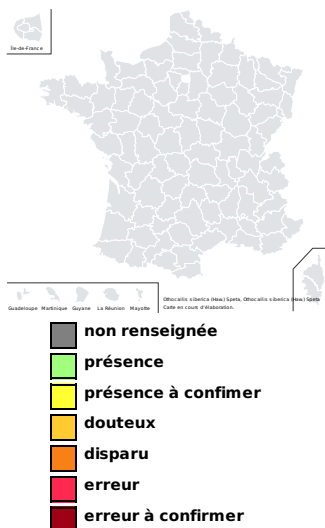 Île-de-France
Guadeloupe Martinique Guyane La Réunion Mayotte
Othocallis siberica (Haw.) Speta, Othocallis siberica (Haw.) Speta
Carte en cours d'élaboration.
non renseignée
présence
présence à confimer
douteux
disparu
erreur
erreur à confirmer